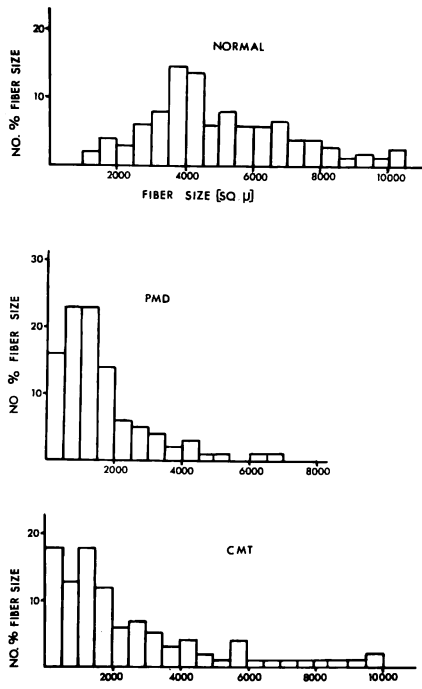 NORMAL
NO. % FIBER SIZE
20
10
2000 4000 6000 8000 10000
FIBER SIZE [SQ µ]
PMD
NO % FIBER SIZE
30
20
10
2000 4000 6000 8000
CMT
NO. % FIBER SIZE
20
10
2000 4000 6000 8000 10000